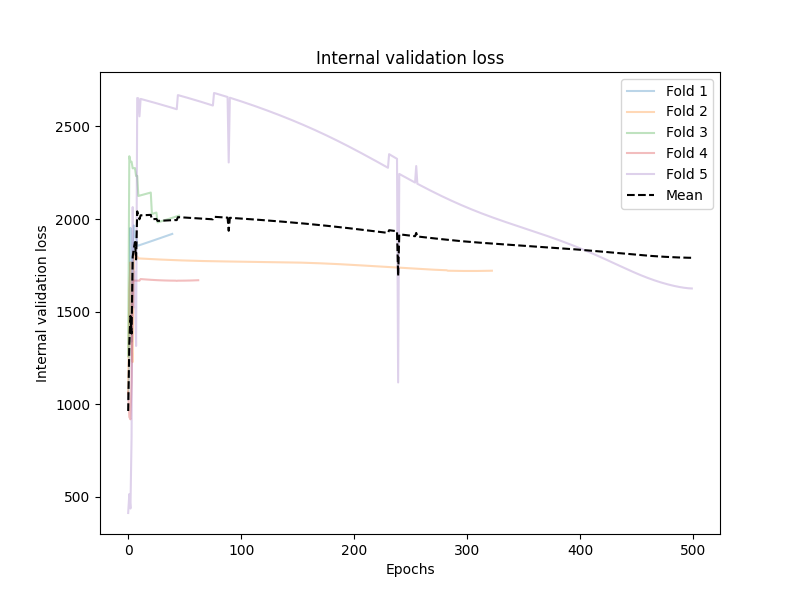 Internal validation loss
Fold 1
Fold 2
Fold 3
Fold 4
Fold 5
Mean
2500
2000
1500
1000
500
Internal validation loss
0 100 200 300 400 500
Epochs